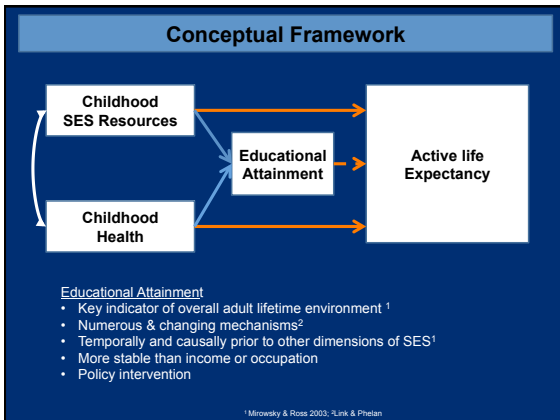 Conceptual Framework
Childhood
SES Resources
Educational
Attainment
Active life
Expectancy
Childhood
Health
Educational Attainment
• Key indicator of overall adult lifetime environment ¹
• Numerous & changing mechanisms²
• Temporally and causally prior to other dimensions of SES¹
• More stable than income or occupation
• Policy intervention
¹ Mirowsky & Ross 2003; ²Link & Phelan